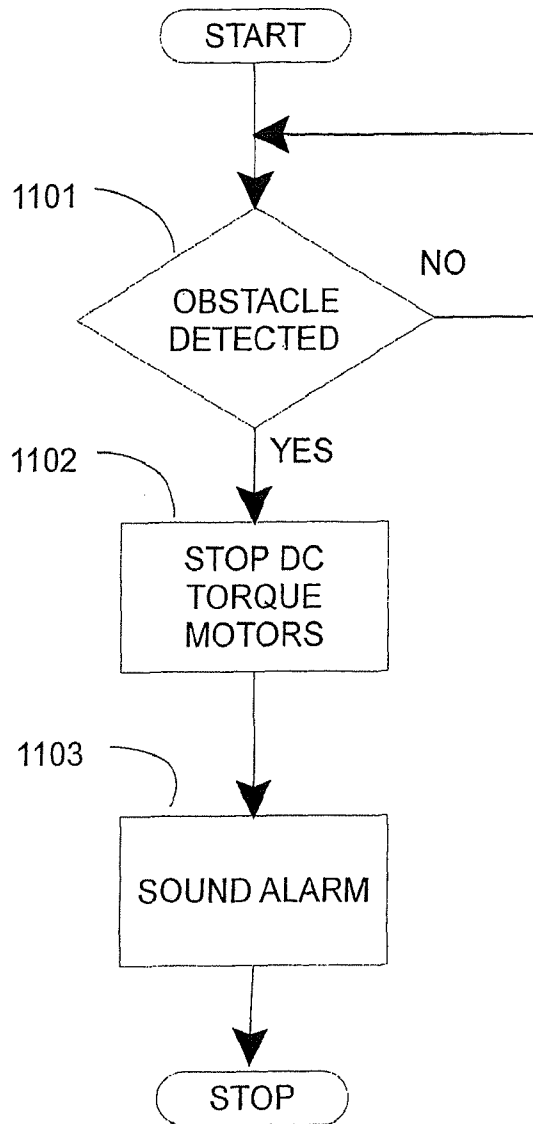 START
1101
NO
OBSTACLE
DETECTED
YES
1102
STOP DC
TORQUE
MOTORS
1103
SOUND ALARM
STOP